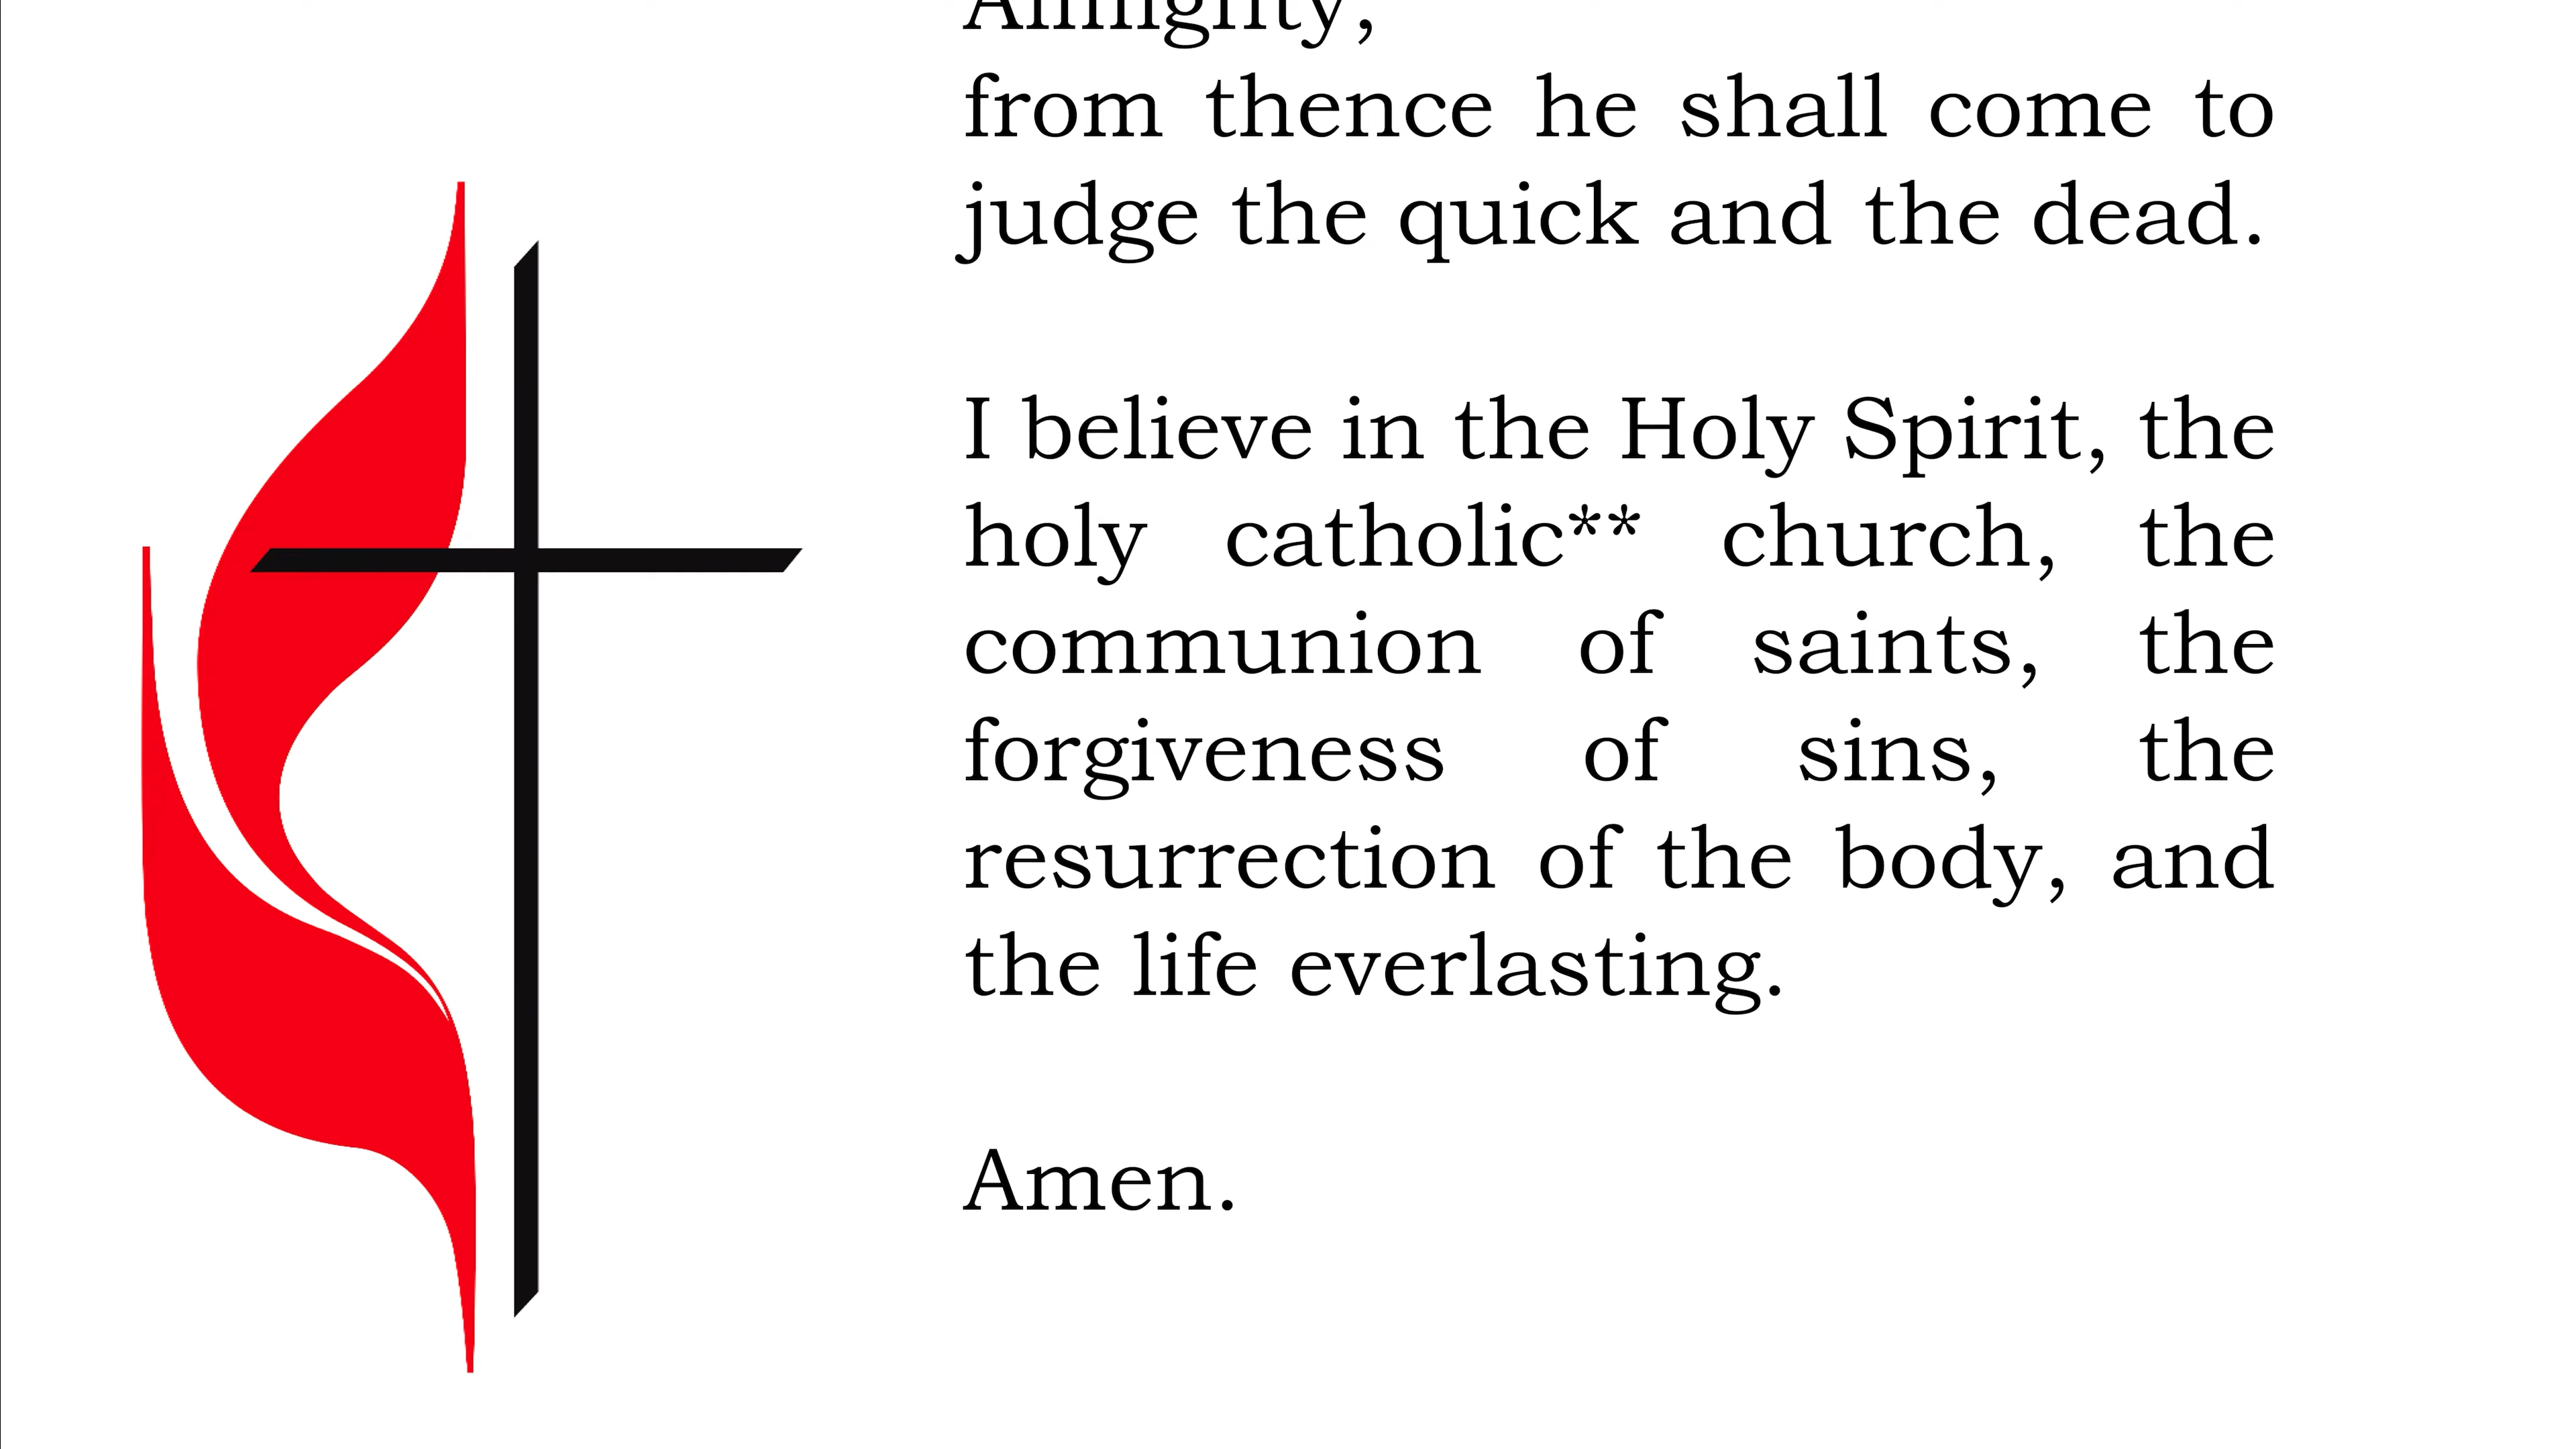 Almighty,
from thence he shall come to
judge the quick and the dead.
I believe in the Holy Spirit, the
holy catholic** church, the
communion of saints, the
forgiveness of sins, the
resurrection of the body, and
the life everlasting.
Amen.